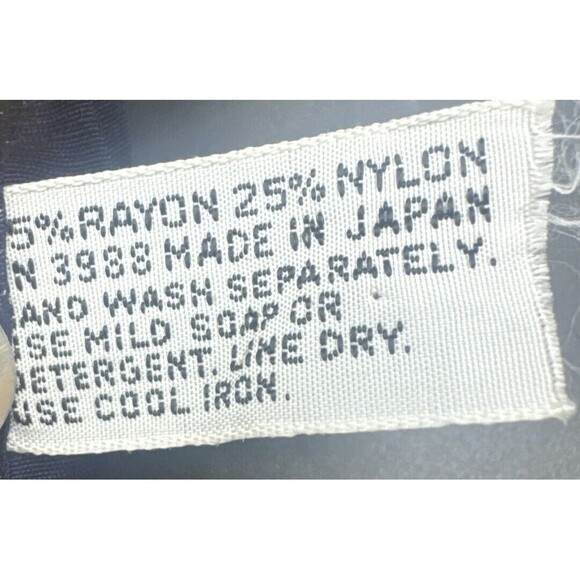 5% RAYON 25% NYLON
N 3988 MADE IN JAPAN
AND WASH SEPARATELY.
USE MILD SOAP OR
DETERGENT. LINE DRY.
USE COOL IRON.